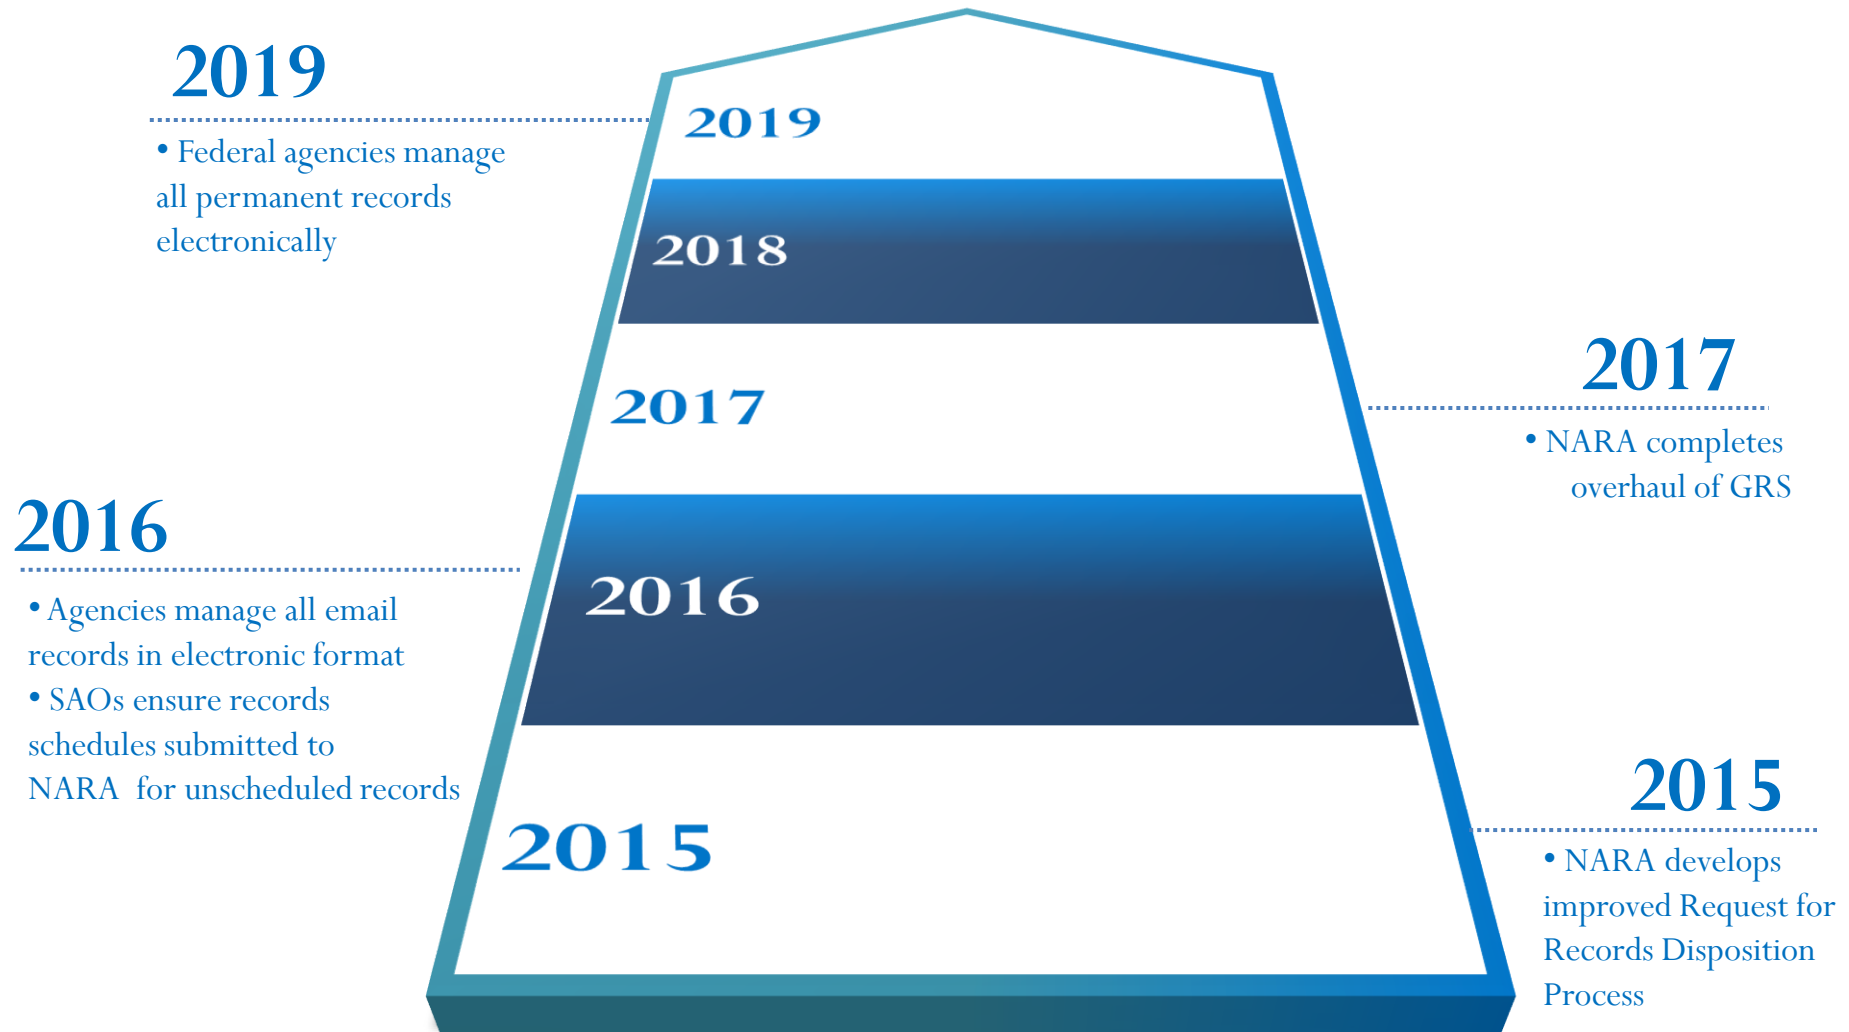 2019
• Federal agencies manage
all permanent records
electronically
2016
• Agencies manage all email
records in electronic format
• SAOs ensure records
schedules submitted to
NARA for unscheduled records
2019
2018
2017
2016
2015
2017
• NARA completes
overhaul of GRS
2015
• NARA develops
improved Request for
Records Disposition
Process